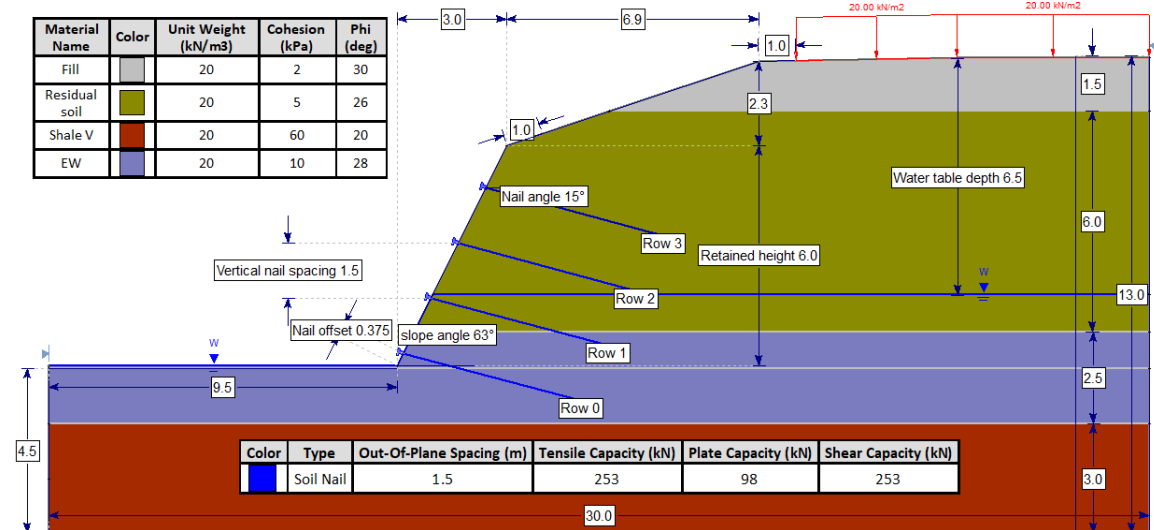 3.0
6.9
20.00 kN/m2
20.00 kN/m2
Material Name Color Unit Weight (kN/m3) Cohesion (kPa) Phi (deg)
Fill 20 2 30
Residual soil 20 5 26
Shale V 20 60 20
EW 20 10 28
1.0
1.5
2.3
1.0
Water table depth 6.5
Nail angle 15°
6.0
Row 3
Vertical nail spacing 1.5
Retained height 6.0
W
Row 2
13.0
Nail offset 0.375
slope angle 63°
W
Row 1
9.5
2.5
Row 0
4.5
Color Type Out-Of-Plane Spacing (m) Tensile Capacity (kN) Plate Capacity (kN) Shear Capacity (kN)
Soil Nail 1.5 253 98 253
3.0
30.0